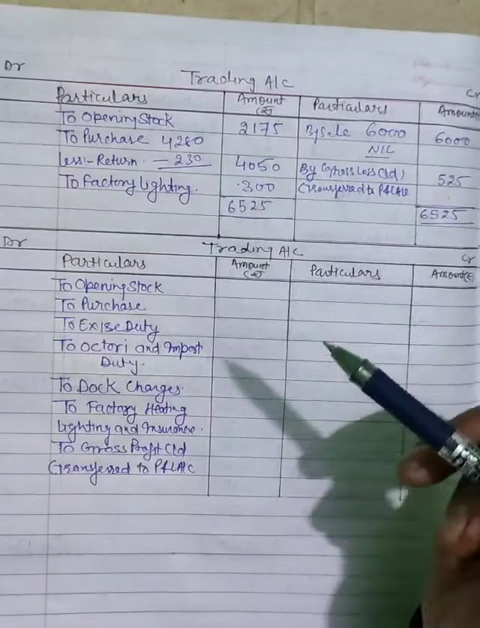 Dr Trading A/C Cr
Particulars Amount (₹) Particulars Amount
To Opening Stock 2175 By Sale 6000 6000
To Purchase 4280 NIL
Less:- Return. — 230 4050 By Gross Loss C/d)
To Factory Lighting. 300 (Transferred to P&L A/C 525
6525 6525
Dr Trading A/C Cr
Particulars Amount (₹) Particulars Amount(₹)
To Opening Stock
To Purchase
To Exise Duty
To Octori and Import
Duty.
To Dock Charges.
To Factory Heating
Lighting and Insurance.
To Gross Profit C/d
(Transferred to P&L A/C